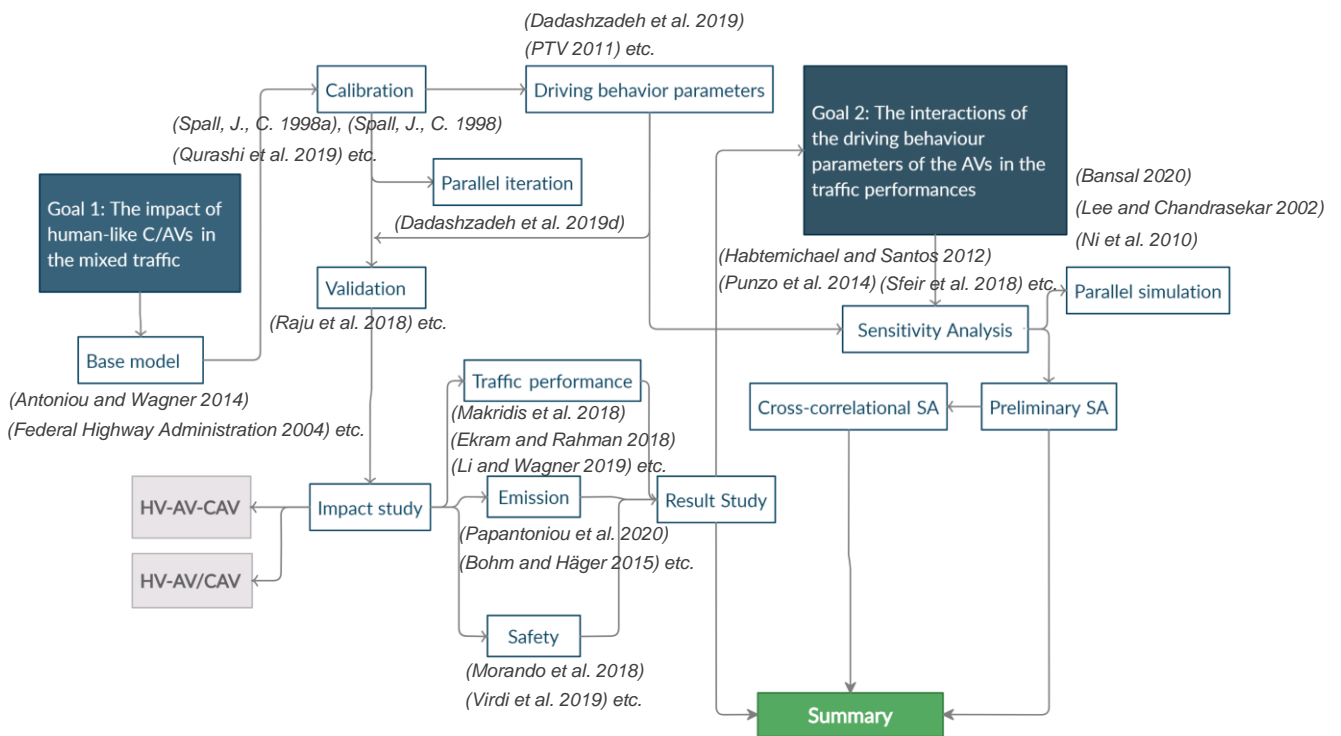 (Dadashzadeh et al. 2019)
(PTV 2011) etc.
Calibration
Driving behavior parameters
(Spall, J., C. 1998a), (Spall, J., C. 1998)
(Qurashi et al. 2019) etc.
Parallel iteration
Goal 1: The impact of
human-like C/AVs in
the mixed traffic
(Dadashzadeh et al. 2019d)
Validation
(Raju et al. 2018) etc.
Base model
(Antoniou and Wagner 2014)
(Federal Highway Administration 2004) etc.
Goal 2: The interactions of
the driving behaviour
parameters of the AVs in the
traffic performances
(Bansal 2020)
(Lee and Chandrasekar 2002)
(Ni et al. 2010)
(Habtemichael and Santos 2012)
(Punzo et al. 2014) (Sfeir et al. 2018) etc.
Parallel simulation
Sensitivity Analysis
Traffic performance
(Makridis et al. 2018)
(Ekram and Rahman 2018)
(Li and Wagner 2019) etc.
Cross-correlational SA
Preliminary SA
HV-AV-CAV
Impact study
Emission
Result Study
(Papantoniou et al. 2020)
(Bohm and Häger 2015) etc.
HV-AV/CAV
Safety
(Morando et al. 2018)
(Virdi et al. 2019) etc.
Summary